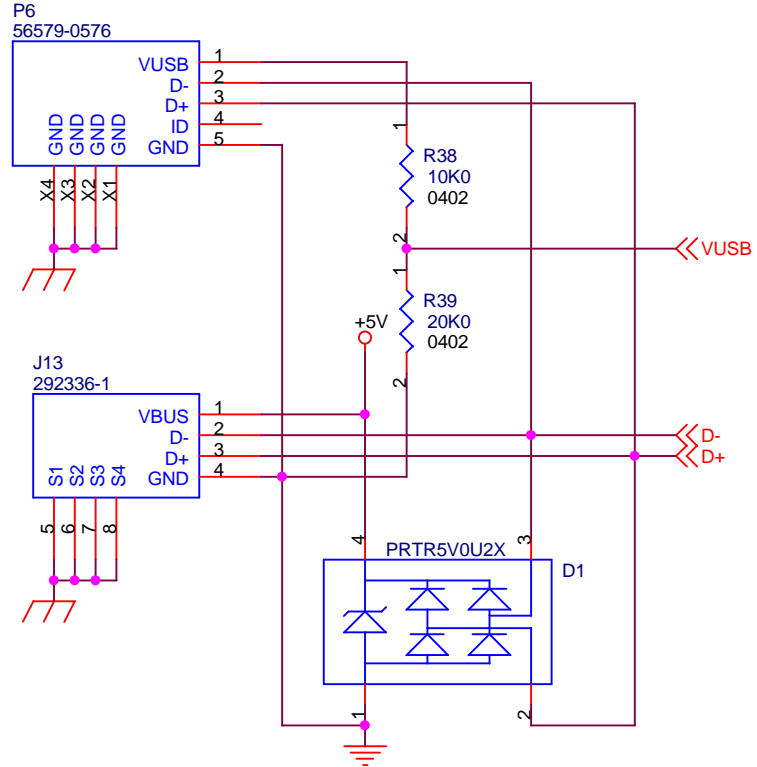 P6
56579-0576
VUSB 1
D- 2
D+ 3
ID 4
GND 5
GND GND GND GND
X4 X3 X2 X1
1
R38
10K0
0402
2
VUSB
1
R39
20K0
0402
2
+5V
J13
292336-1
VBUS 1
D- 2
D+ 3
GND 4
S1 S2 S3 S4
5 6 7 8
D-
D+
4
PRTR5V0U2X
3
D1
1
2